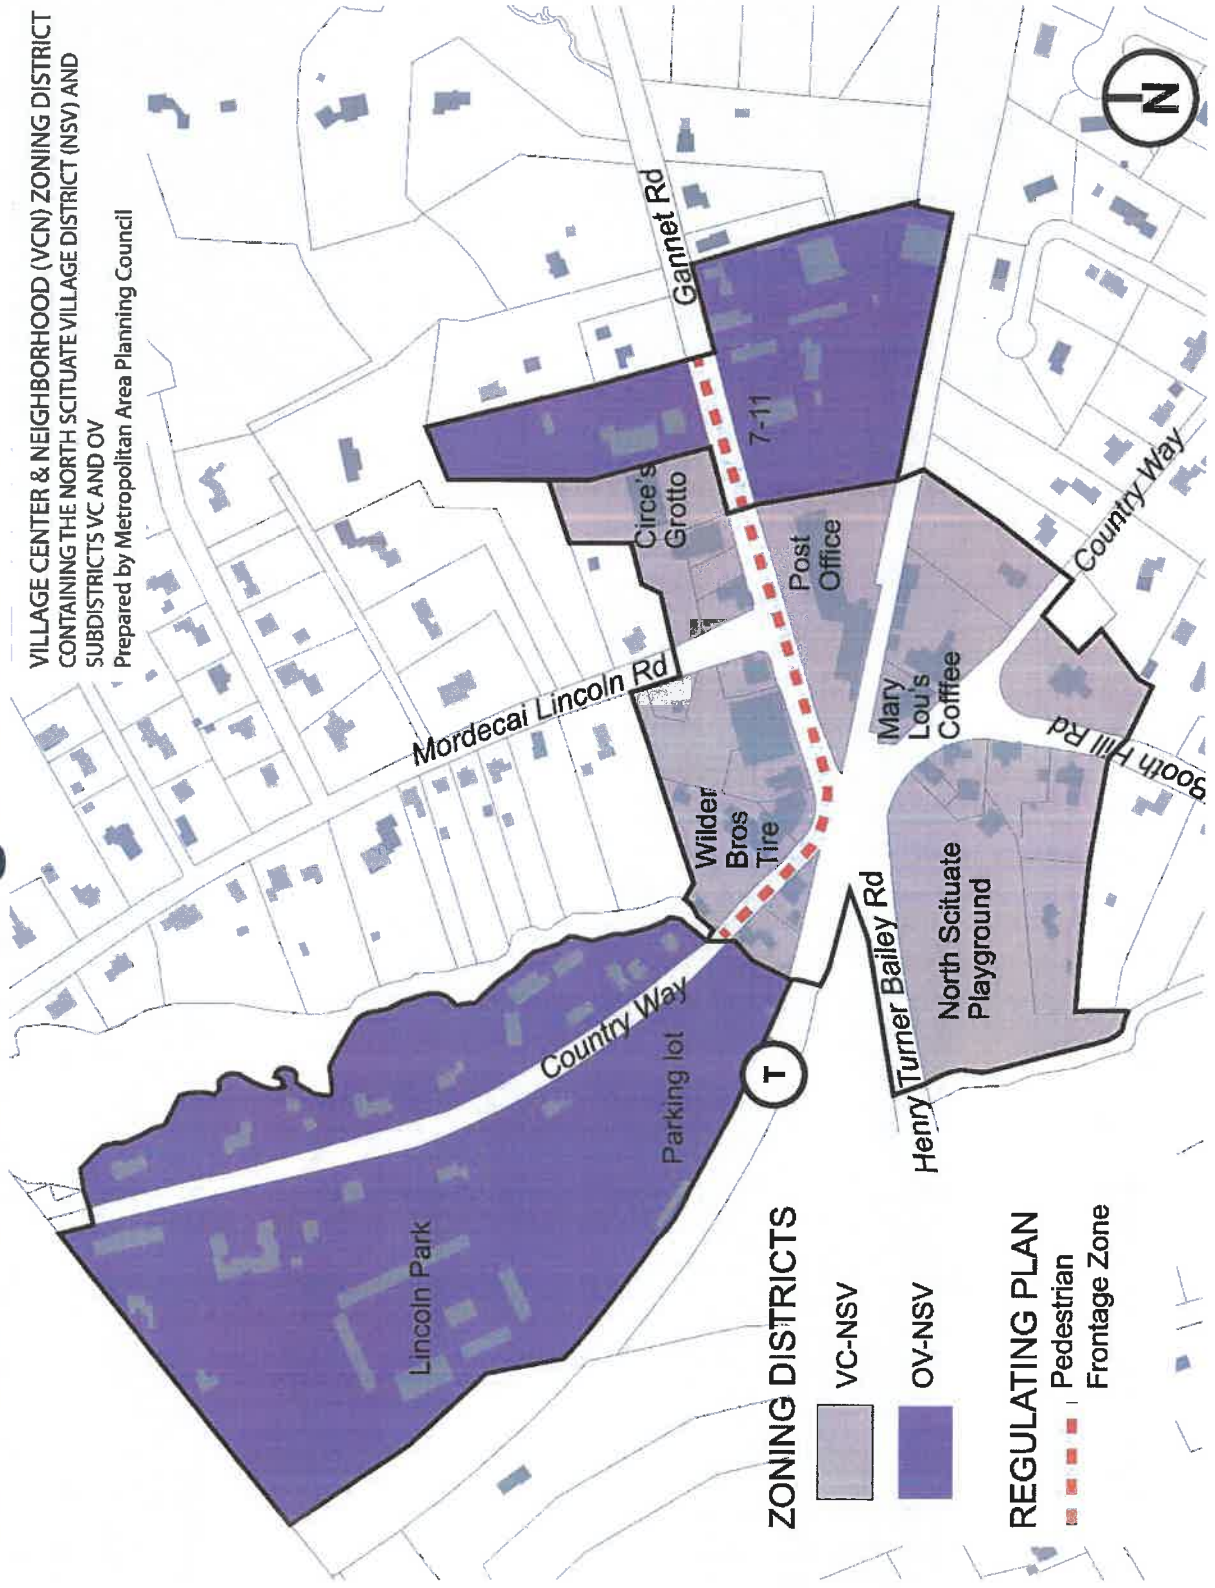 VILLAGE CENTER & NEIGHBORHOOD (VCN) ZONING DISTRICT
CONTAINING THE NORTH SCITUATE VILLAGE DISTRICT (NSV) AND
SUBDISTRICTS VC AND OV
Prepared by Metropolitan Area Planning Council
Lincoln Park
Country Way
Parking lot
T
Mordecai Lincoln Rd
Gannet Rd
Wilder
Bros
Tire
Circe's
Grotto
7-11
Post
Office
Mary
Lou's
Cofffee
Henry Turner Bailey Rd
North Scituate
Playground
Booth Hill Rd
Country Way
N
ZONING DISTRICTS
VC-NSV
OV-NSV
REGULATING PLAN
Pedestrian
Frontage Zone